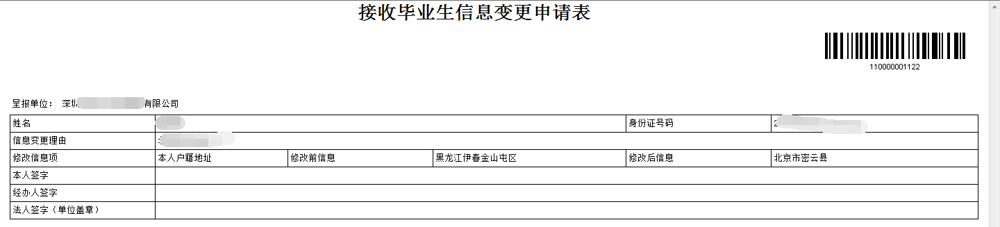 接收毕业生信息变更申请表
110000001122
呈报单位： 深圳 有限公司
姓名 身份证号码 2
信息变更理由
修改信息项 本人户籍地址 修改前信息 黑龙江伊春金山屯区 修改后信息 北京市密云县
本人签字
经办人签字
法人签字（单位盖章）